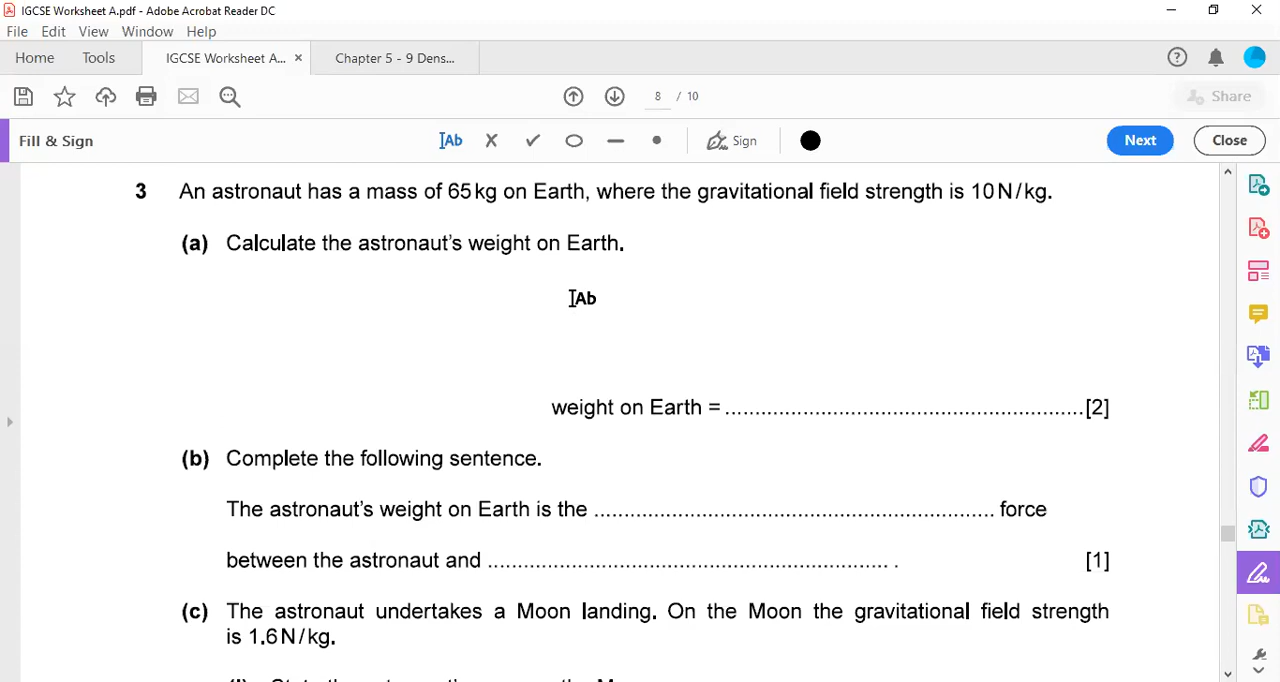 IGCSE Worksheet A.pdf - Adobe Acrobat Reader DC
File Edit View Window Help
Home Tools IGCSE Worksheet A... × Chapter 5 - 9 Dens...
8 / 10 Share
Fill & Sign Ab Sign Next Close
3 An astronaut has a mass of 65 kg on Earth, where the gravitational field strength is 10 N / kg.
(a) Calculate the astronaut's weight on Earth.
Ab
weight on Earth = ............................................................[2]
(b) Complete the following sentence.
The astronaut's weight on Earth is the .................................................................. force
between the astronaut and .................................................................. . [1]
(c) The astronaut undertakes a Moon landing. On the Moon the gravitational field strength
is 1.6 N / kg.